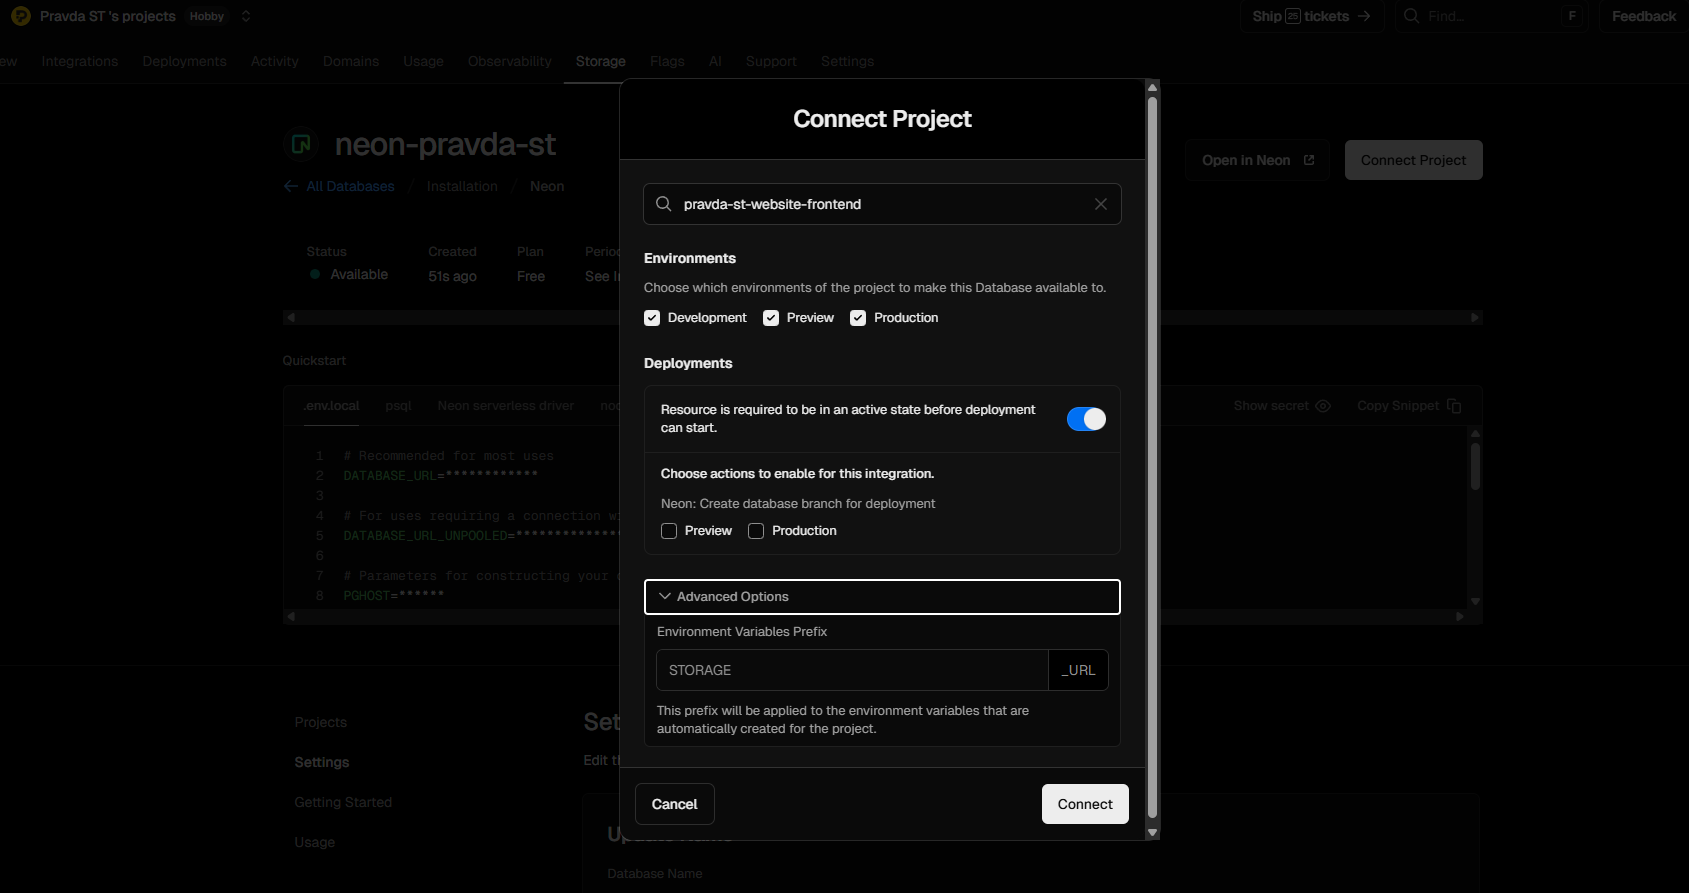 Pravda ST 's projects Hobby
Ship 25 tickets → Find... F Feedback
ew Integrations Deployments Activity Domains Usage Observability Storage Flags AI Support Settings
Connect Project
neon-pravda-st
Open in Neon Connect Project
← All Databases / Installation / Neon
pravda-st-website-frontend
Status Created Plan
Available 51s ago Free See
Environments
Choose which environments of the project to make this Database available to.
Development Preview Production
Quickstart
Deployments
.env.local psql Neon serverless driver
Show secret Copy Snippet
Resource is required to be in an active state before deployment
can start.
1 # Recommended for most uses
2 DATABASE_URL=************
3
4 # For uses requiring a connection
5 DATABASE_URL_UNPOOLED=**************
6
7 # Parameters for constructing your
8 PGHOST=******
Choose actions to enable for this integration.
Neon: Create database branch for deployment
Preview Production
Advanced Options
Environment Variables Prefix
STORAGE _URL
This prefix will be applied to the environment variables that are
automatically created for the project.
Projects
Settings
Getting Started
Usage
Set
Edit
Cancel Connect
Database Name